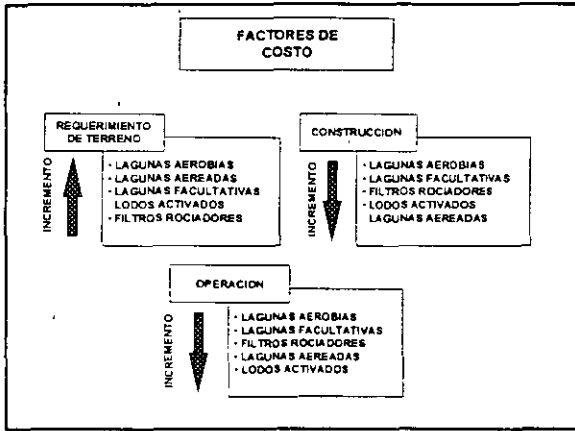 FACTORES DE
COSTO
REQUERIMIENTO
DE TERRENO
INCREMENTO
- LAGUNAS AEROBIAS
- LAGUNAS AEREADAS
- LAGUNAS FACULTATIVAS
LODOS ACTIVADOS
- FILTROS ROCIADORES
CONSTRUCCION
INCREMENTO
- LAGUNAS AEROBIAS
- LAGUNAS FACULTATIVAS
- FILTROS ROCIADORES
- LODOS ACTIVADOS
LAGUNAS AEREADAS
OPERACION
INCREMENTO
- LAGUNAS AEROBIAS
- LAGUNAS FACULTATIVAS
- FILTROS ROCIADORES
- LAGUNAS AEREADAS
- LODOS ACTIVADOS